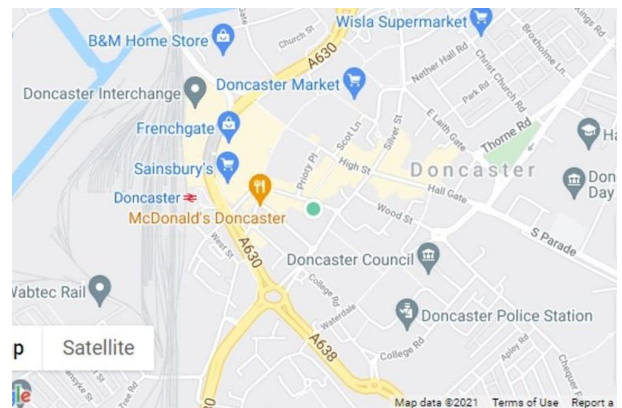 Wisla Supermarket
B&M Home Store
Church St
A630
Kings Rd
Broxholme Ln
Nether Hall Rd
Christ Church Rd
Doncaster Market
Doncaster Interchange
Park Rd
E Laith Gate
Thorne Rd
Frenchgate
Scot Ln
Silver St
Priory Pl
High St
Sainsbury's
Doncaster
Doncaster
Hall Gate
Day
McDonald's Doncaster
Wood St
S Parade
West St
A630
Doncaster Council
College Rd
Wabtec Rail
Waterdale
Doncaster Police Station
A638
College Rd
Apley Rd
Satellite
Map data ©2021 Terms of Use Report a